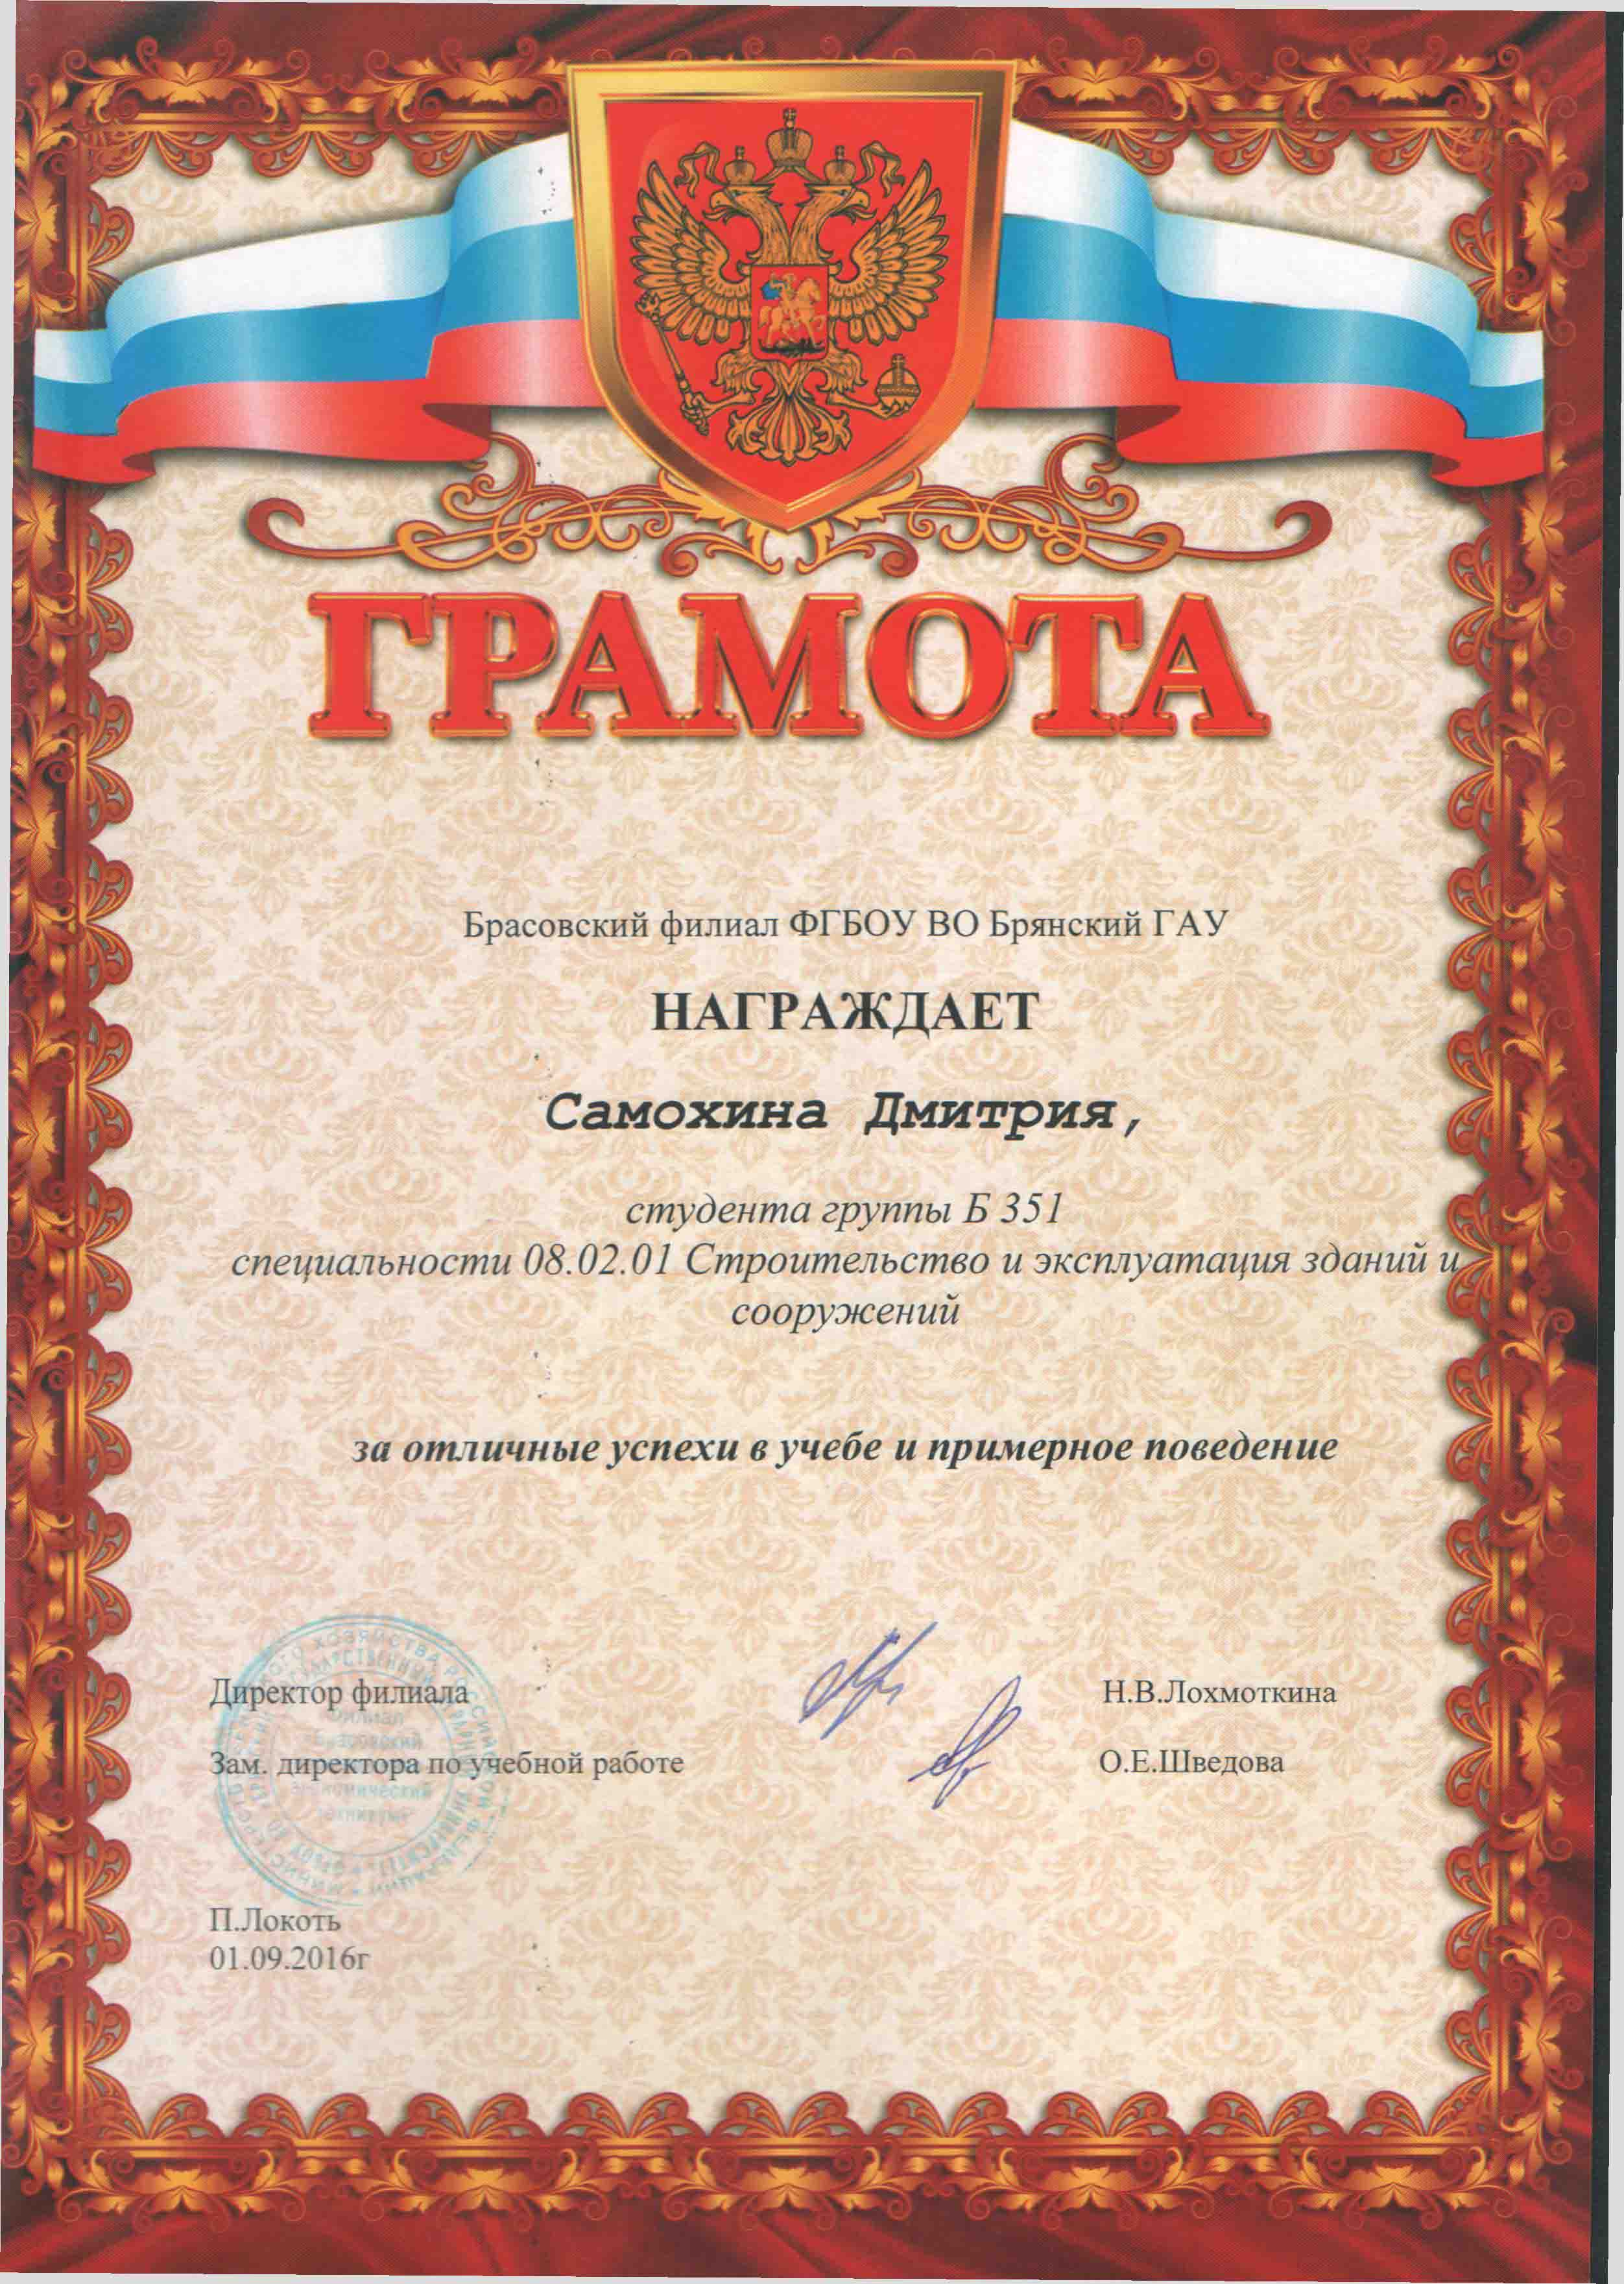 ГРАМОТА
Брасовский филиал ФГБОУ ВО Брянский ГАУ
НАГРАЖДАЕТ
Самохина Дмитрия,
студента группы Б 351
специальности 08.02.01 Строительство и эксплуатация зданий и
сооружений
за отличные успехи в учебе и примерное поведение
Директор филиала Н.В.Лохмоткина
Зам. директора по учебной работе О.Е.Шведова
П.Локоть
01.09.2016г